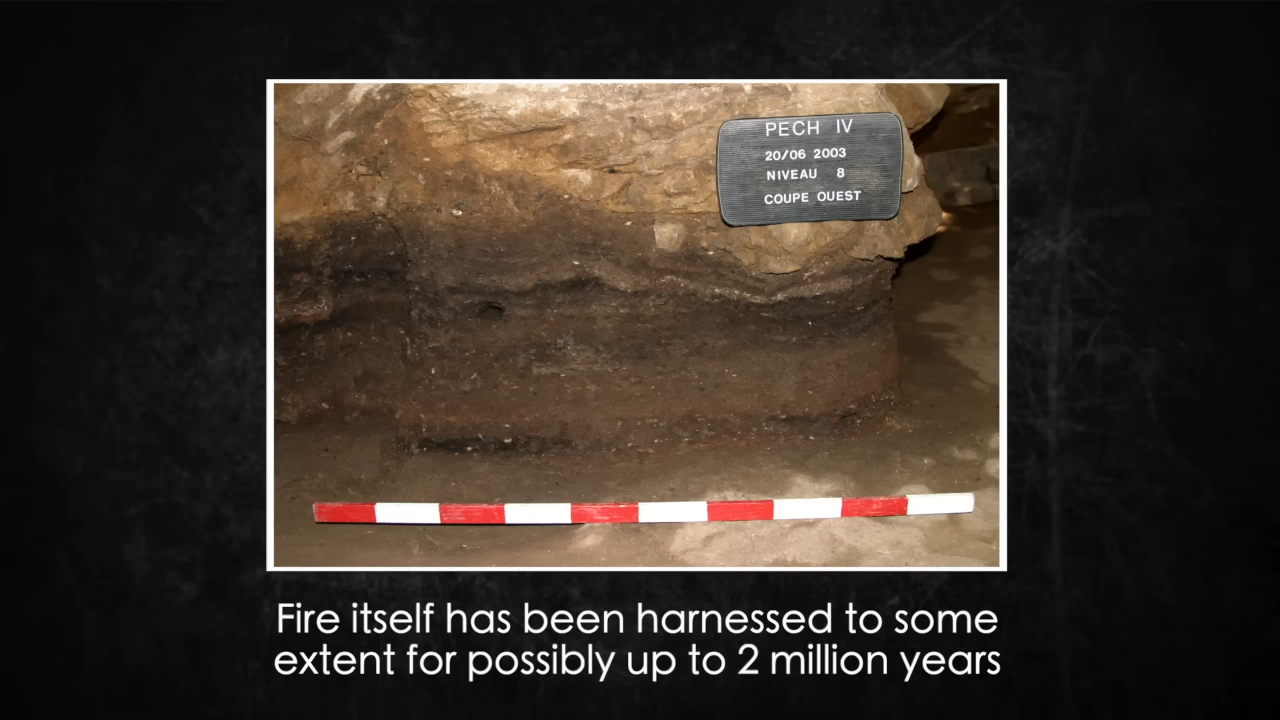 PECH IV
20/06 2003
NIVEAU 8
COUPE OUEST
Fire itself has been harnessed to some
extent for possibly up to 2 million years